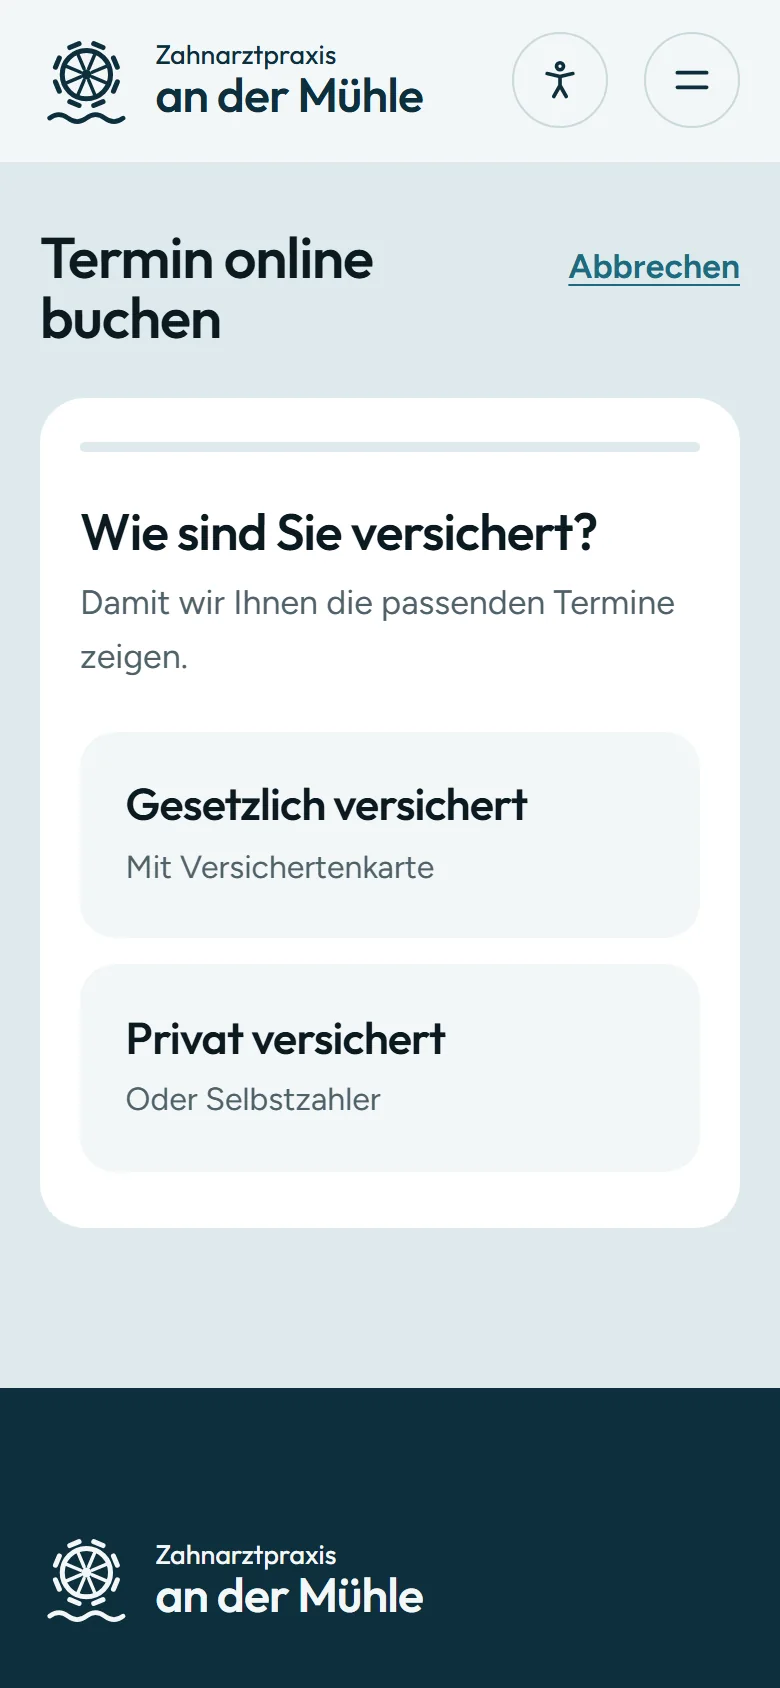 Zahnarztpraxis
an der Mühle
Termin online
buchen
Abbrechen
Wie sind Sie versichert?
Damit wir Ihnen die passenden Termine
zeigen.
Gesetzlich versichert
Mit Versichertenkarte
Privat versichert
Oder Selbstzahler
Zahnarztpraxis
an der Mühle